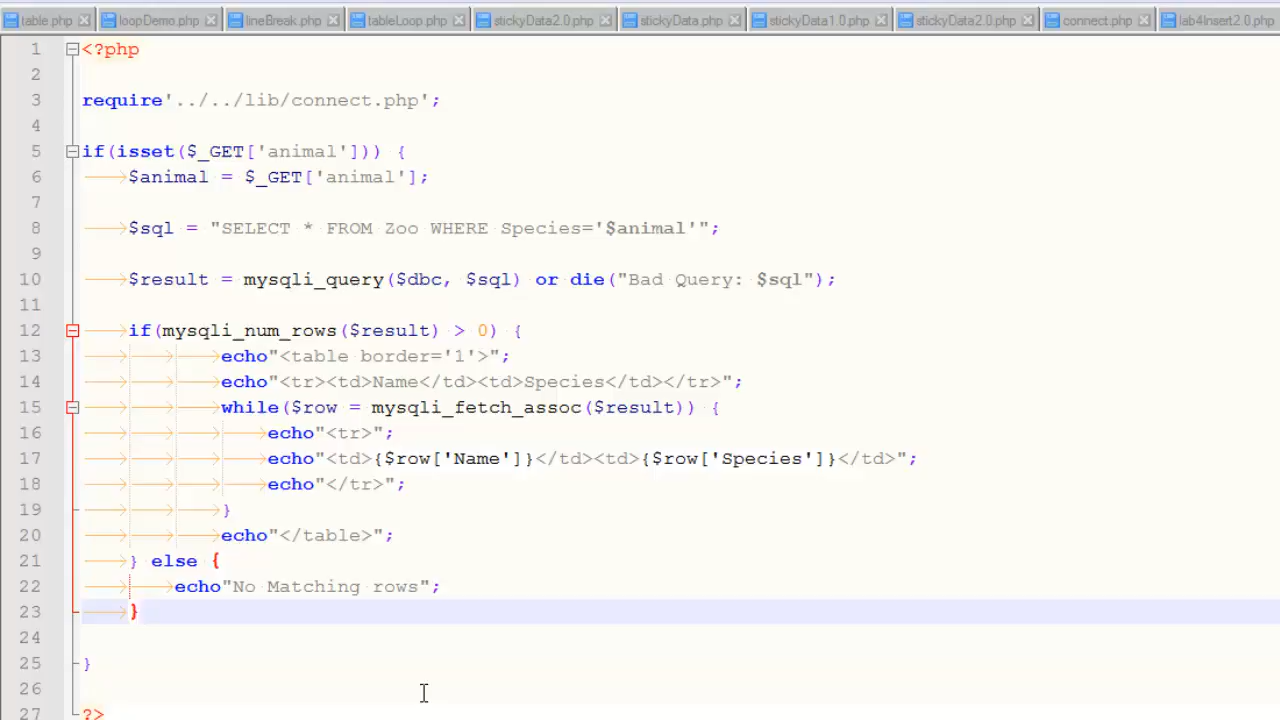 table.php loopDemo.php lineBreak.php tableLoop.php stickyData2.0.php stickyData.php stickyData1.0.php stickyData2.0.php connect.php lab4Insert2.0.php
1 <?php
2
3 require'../../lib/connect.php';
4
5 if(isset($_GET['animal'])) {
6 $animal = $_GET['animal'];
7
8 $sql = "SELECT * FROM Zoo WHERE Species='$animal'";
9
10 $result = mysqli_query($dbc, $sql) or die("Bad Query: $sql");
11
12 if(mysqli_num_rows($result) > 0) {
13 echo"<table border='1'>";
14 echo"<tr><td>Name</td><td>Species</td></tr>";
15 while($row = mysqli_fetch_assoc($result)) {
16 echo"<tr>";
17 echo"<td>{$row['Name']}</td><td>{$row['Species']}</td>";
18 echo"</tr>";
19 }
20 echo"</table>";
21 } else {
22 echo"No Matching rows";
23 }
24
25 }
26
27 ?>